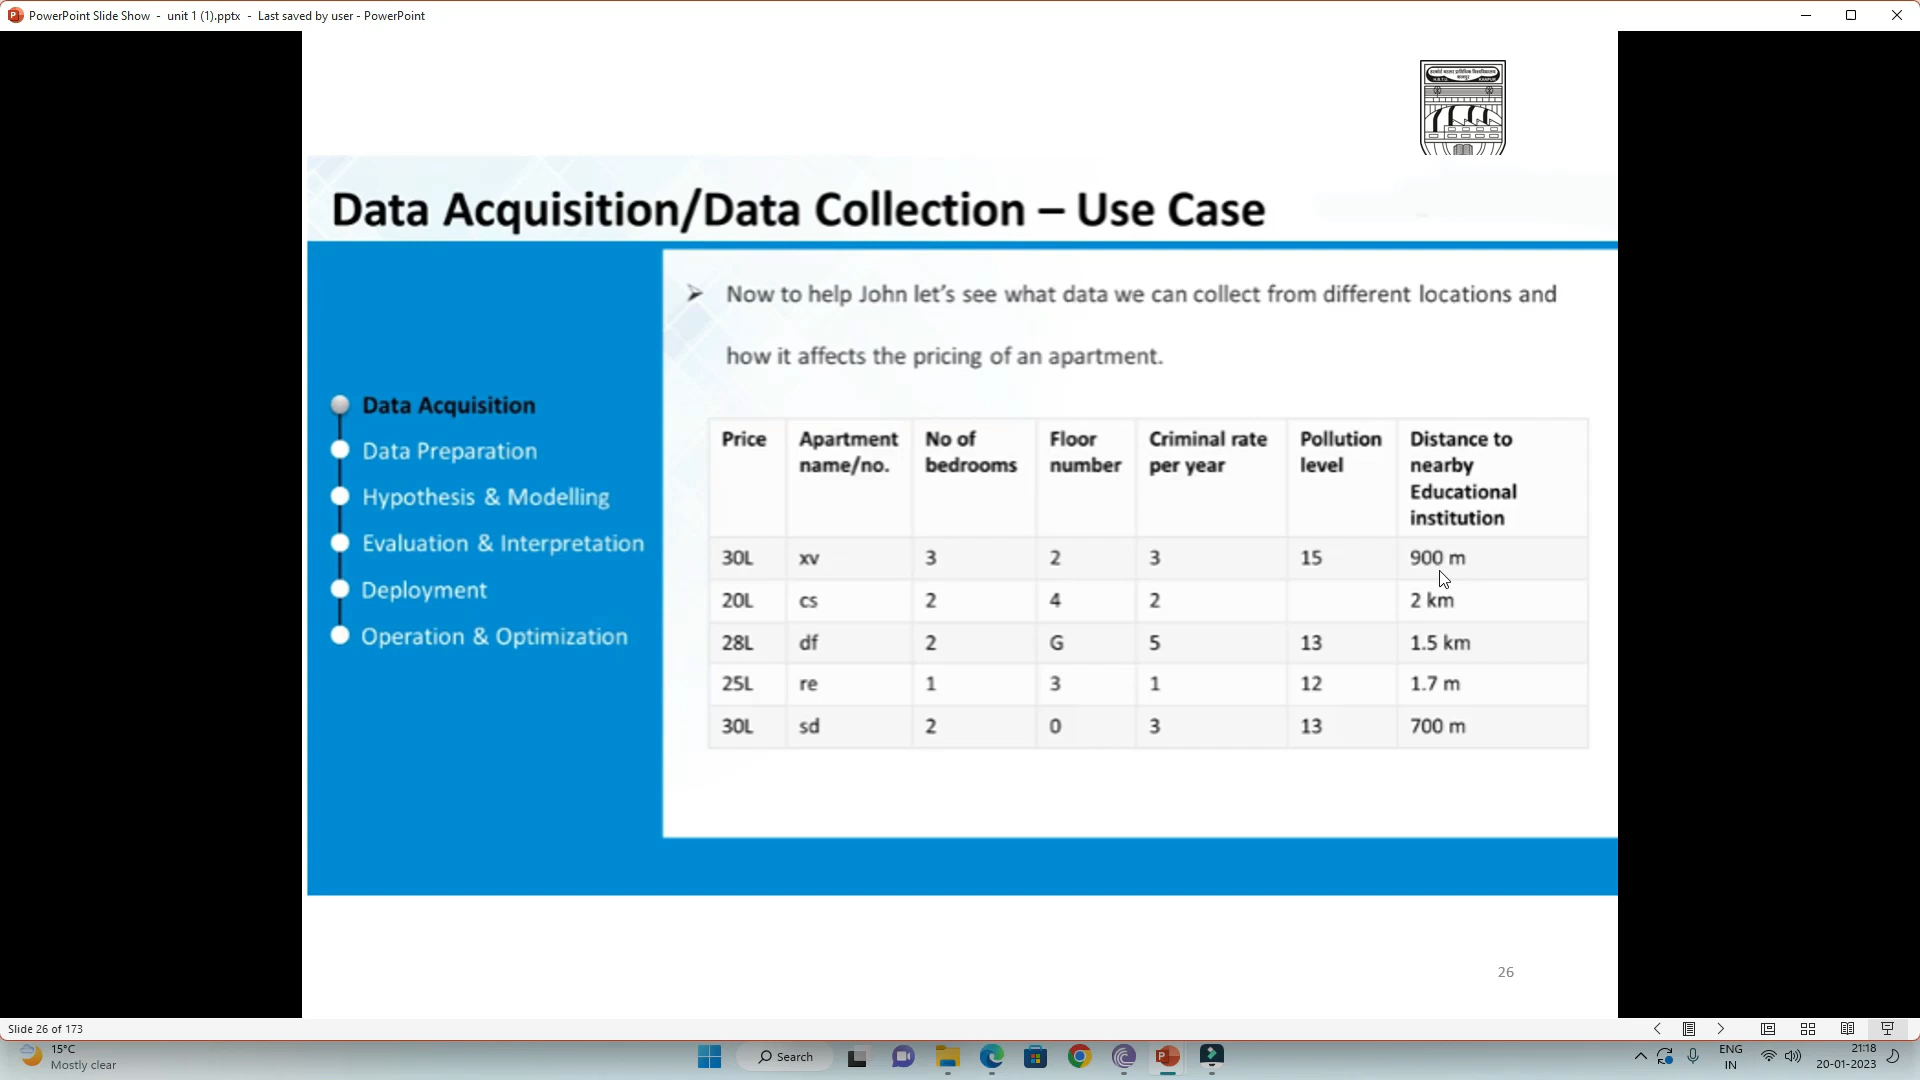 PowerPoint Slide Show - unit 1 (1).pptx - Last saved by user - PowerPoint
Data Acquisition/Data Collection – Use Case
➤ Now to help John let's see what data we can collect from different locations and
how it affects the pricing of an apartment.
Data Acquisition
Data Preparation
Hypothesis & Modelling
Evaluation & Interpretation
Deployment
Operation & Optimization
Price Apartment name/no. No of bedrooms Floor number Criminal rate per year Pollution level Distance to nearby Educational institution
30L xv 3 2 3 15 900 m
20L cs 2 4 2 2 km
28L df 2 G 5 13 1.5 km
25L re 1 3 1 12 1.7 m
30L sd 2 0 3 13 700 m
26
Slide 26 of 173
15°C
Mostly clear
Search
ENG
IN
21:18
20-01-2023